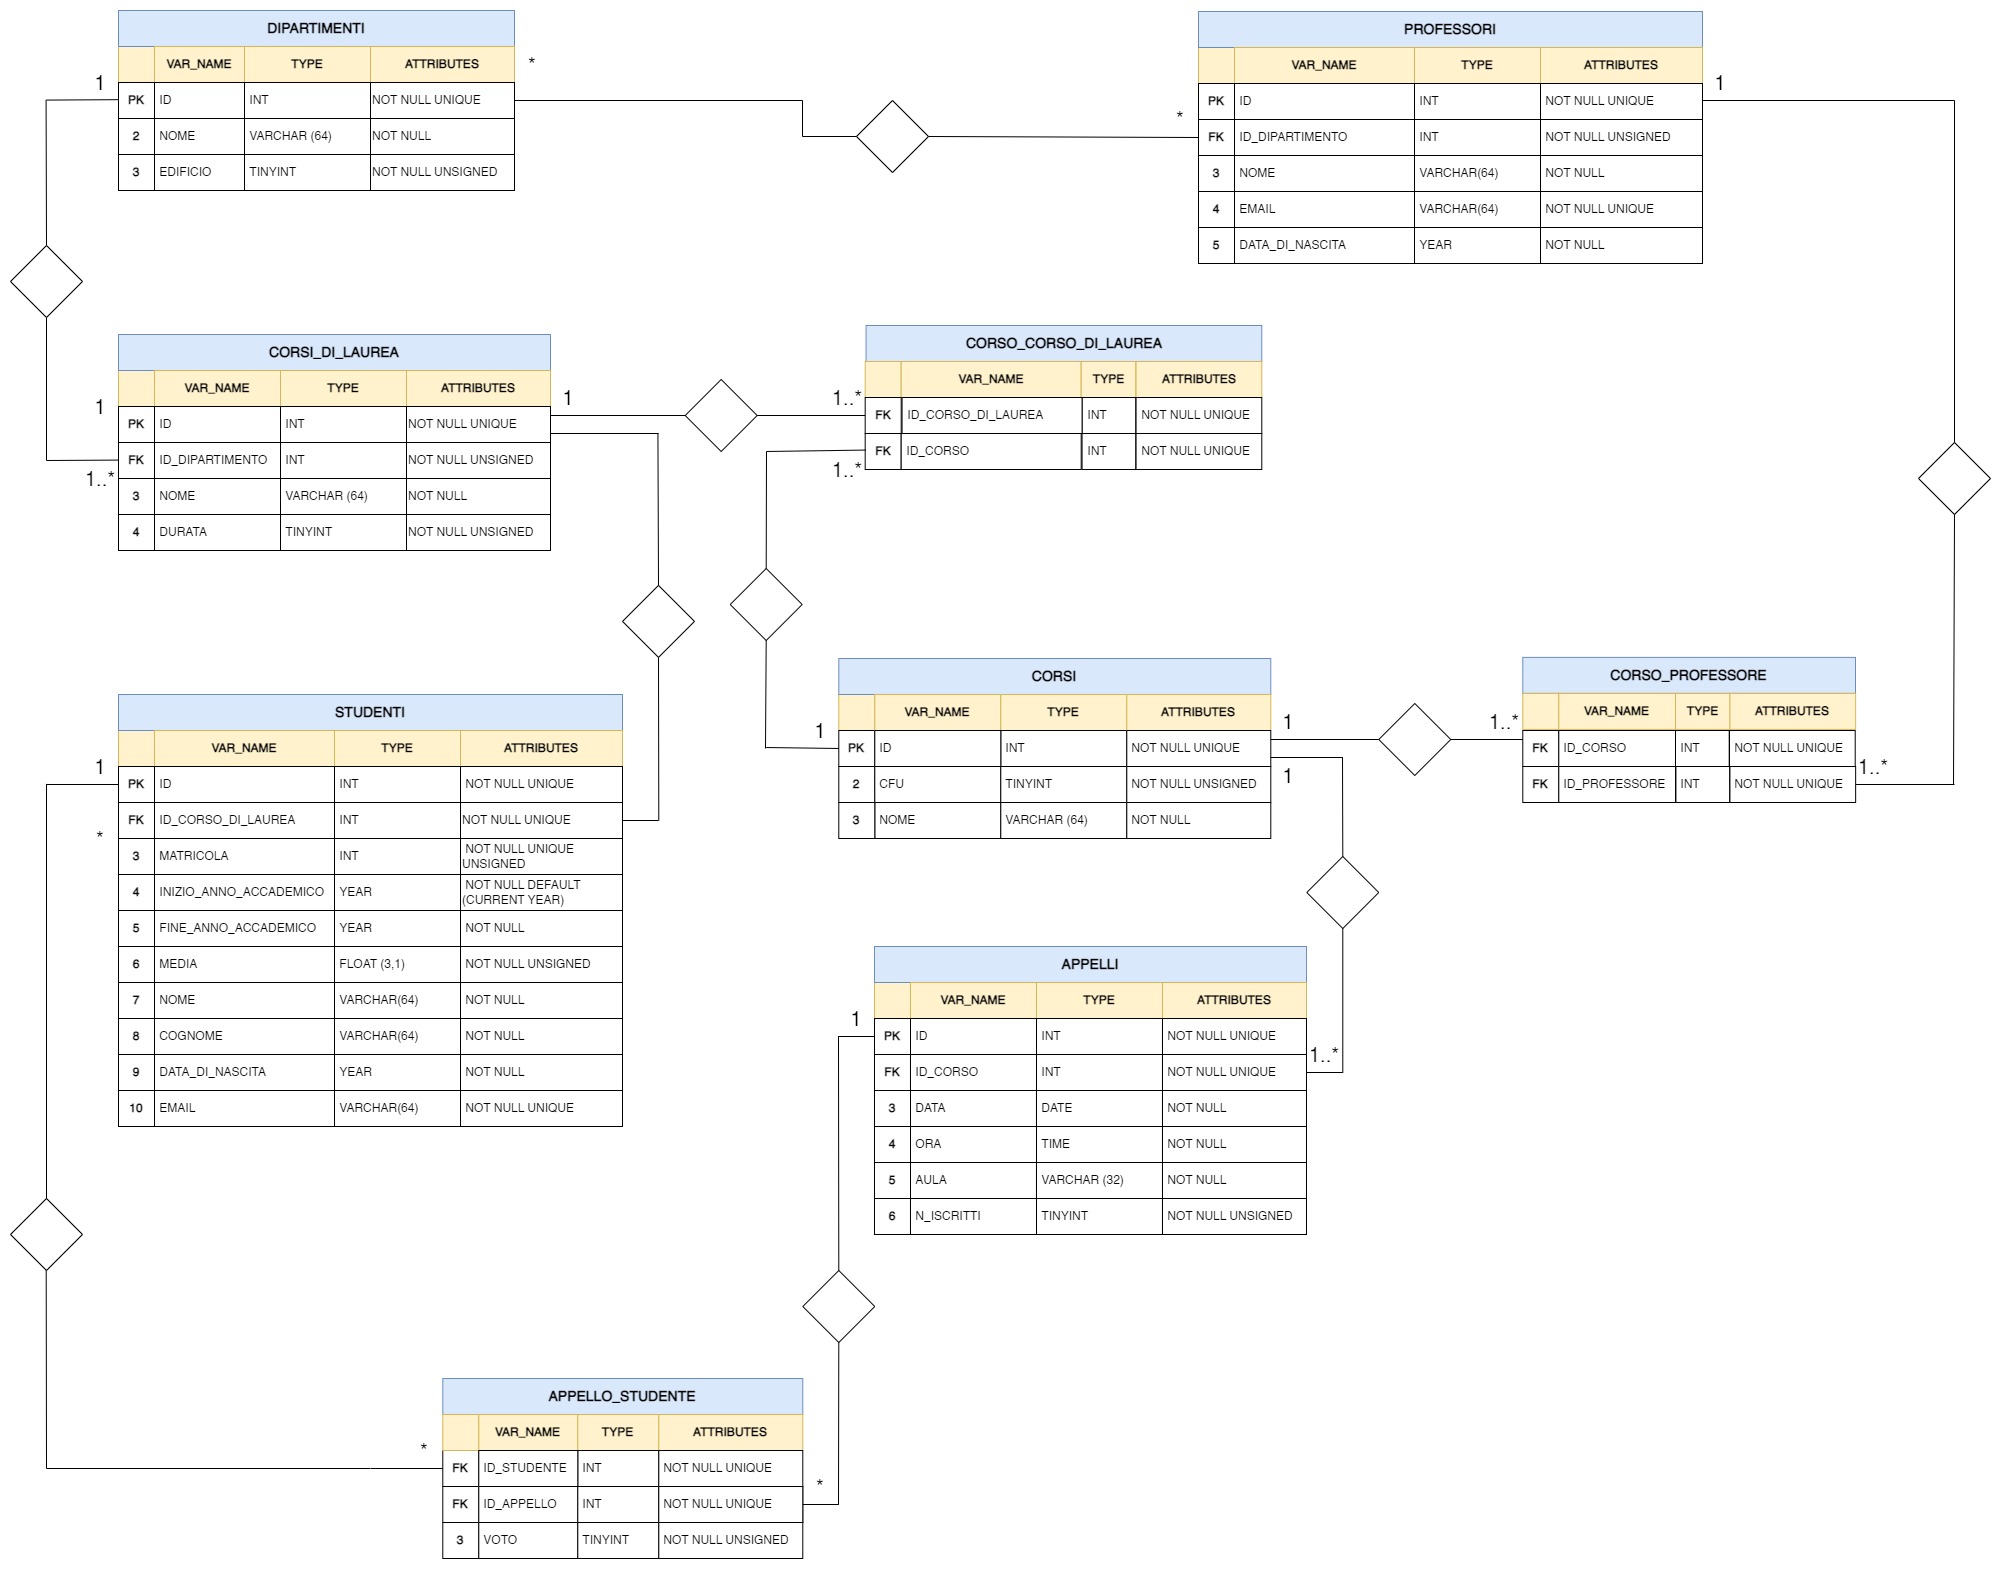 DIPARTIMENTI
VAR_NAME TYPE ATTRIBUTES
*
1
PK ID INT NOT NULL UNIQUE
2 NOME VARCHAR (64) NOT NULL
3 EDIFICIO TINYINT NOT NULL UNSIGNED
PROFESSORI
VAR_NAME TYPE ATTRIBUTES
1
PK ID INT NOT NULL UNIQUE
*
FK ID_DIPARTIMENTO INT NOT NULL UNSIGNED
3 NOME VARCHAR(64) NOT NULL
4 EMAIL VARCHAR(64) NOT NULL UNIQUE
5 DATA_DI_NASCITA YEAR NOT NULL
CORSI_DI_LAUREA
VAR_NAME TYPE ATTRIBUTES
1
1
PK ID INT NOT NULL UNIQUE
FK ID_DIPARTIMENTO INT NOT NULL UNSIGNED
1..*
3 NOME VARCHAR (64) NOT NULL
4 DURATA TINYINT NOT NULL UNSIGNED
CORSO_CORSO_DI_LAUREA
VAR_NAME TYPE ATTRIBUTES
1..*
FK ID_CORSO_DI_LAUREA INT NOT NULL UNIQUE
FK ID_CORSO INT NOT NULL UNIQUE
1..*
STUDENTI
VAR_NAME TYPE ATTRIBUTES
1
PK ID INT NOT NULL UNIQUE
FK ID_CORSO_DI_LAUREA INT NOT NULL UNIQUE
*
3 MATRICOLA INT NOT NULL UNIQUE
UNSIGNED
4 INIZIO_ANNO_ACCADEMICO YEAR NOT NULL DEFAULT
(CURRENT YEAR)
5 FINE_ANNO_ACCADEMICO YEAR NOT NULL
6 MEDIA FLOAT (3,1) NOT NULL UNSIGNED
7 NOME VARCHAR(64) NOT NULL
8 COGNOME VARCHAR(64) NOT NULL
9 DATA_DI_NASCITA YEAR NOT NULL
10 EMAIL VARCHAR(64) NOT NULL UNIQUE
CORSI
VAR_NAME TYPE ATTRIBUTES
1
1
PK ID INT NOT NULL UNIQUE
1
2 CFU TINYINT NOT NULL UNSIGNED
3 NOME VARCHAR (64) NOT NULL
CORSO_PROFESSORE
VAR_NAME TYPE ATTRIBUTES
1..*
FK ID_CORSO INT NOT NULL UNIQUE
1..*
FK ID_PROFESSORE INT NOT NULL UNIQUE
APPELLI
VAR_NAME TYPE ATTRIBUTES
1
PK ID INT NOT NULL UNIQUE
1..*
FK ID_CORSO INT NOT NULL UNIQUE
3 DATA DATE NOT NULL
4 ORA TIME NOT NULL
5 AULA VARCHAR (32) NOT NULL
6 N_ISCRITTI TINYINT NOT NULL UNSIGNED
APPELLO_STUDENTE
VAR_NAME TYPE ATTRIBUTES
*
FK ID_STUDENTE INT NOT NULL UNIQUE
*
FK ID_APPELLO INT NOT NULL UNIQUE
3 VOTO TINYINT NOT NULL UNSIGNED